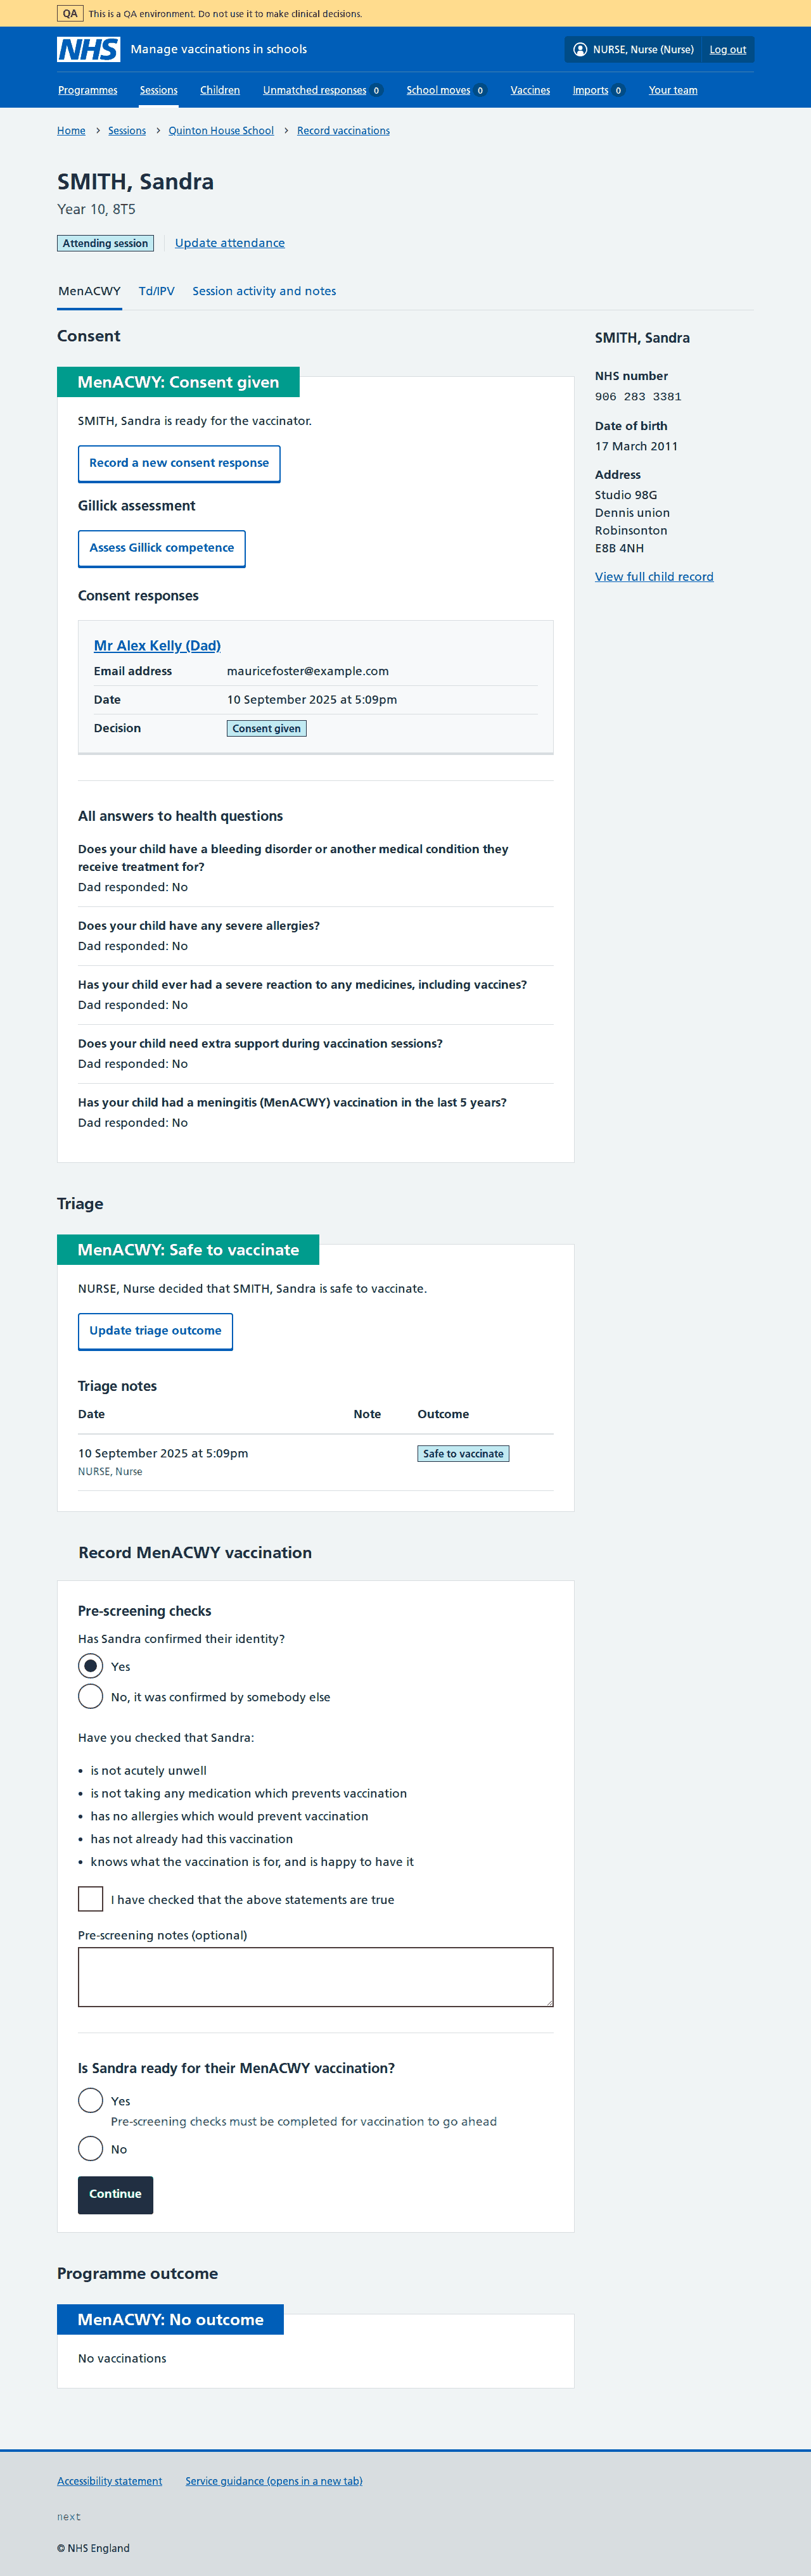 QA This is a QA environment. Do not use it to make clinical decisions.
NHS Manage vaccinations in schools NURSE, Nurse (Nurse) Log out
Programmes Sessions Children Unmatched responses 0 School moves 0 Vaccines Imports 0 Your team
Home Sessions Quinton House School Record vaccinations
SMITH, Sandra
Year 10, 8T5
Attending session Update attendance
MenACWY Td/IPV Session activity and notes
Consent
MenACWY: Consent given
SMITH, Sandra is ready for the vaccinator.
Record a new consent response
Gillick assessment
Assess Gillick competence
Consent responses
Mr Alex Kelly (Dad)
Email address mauricefoster@example.com
Date 10 September 2025 at 5:09pm
Decision Consent given
All answers to health questions
Does your child have a bleeding disorder or another medical condition they
receive treatment for?
Dad responded: No
Does your child have any severe allergies?
Dad responded: No
Has your child ever had a severe reaction to any medicines, including vaccines?
Dad responded: No
Does your child need extra support during vaccination sessions?
Dad responded: No
Has your child had a meningitis (MenACWY) vaccination in the last 5 years?
Dad responded: No
SMITH, Sandra
NHS number
906 283 3381
Date of birth
17 March 2011
Address
Studio 98G
Dennis union
Robinsonton
E8B 4NH
View full child record
Triage
MenACWY: Safe to vaccinate
NURSE, Nurse decided that SMITH, Sandra is safe to vaccinate.
Update triage outcome
Triage notes
Date Note Outcome
10 September 2025 at 5:09pm Safe to vaccinate
NURSE, Nurse
Record MenACWY vaccination
Pre-screening checks
Has Sandra confirmed their identity?
Yes
No, it was confirmed by somebody else
Have you checked that Sandra:
• is not acutely unwell
• is not taking any medication which prevents vaccination
• has no allergies which would prevent vaccination
• has not already had this vaccination
• knows what the vaccination is for, and is happy to have it
I have checked that the above statements are true
Pre-screening notes (optional)
Is Sandra ready for their MenACWY vaccination?
Yes
Pre-screening checks must be completed for vaccination to go ahead
No
Continue
Programme outcome
MenACWY: No outcome
No vaccinations
Accessibility statement Service guidance (opens in a new tab)
next
© NHS England